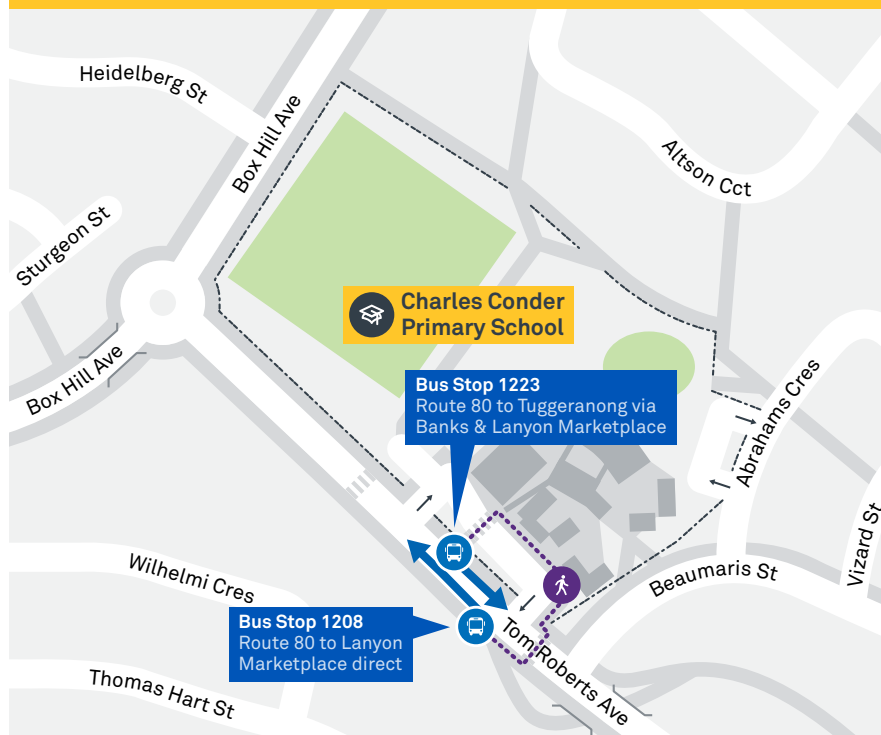 Heidelberg St
Box Hill Ave
Altson Cct
Sturgeon St
Charles Conder
Primary School
Box Hill Ave
Bus Stop 1223
Route 80 to Tuggeranong via
Banks & Lanyon Marketplace
Abrahams Cres
Vizard St
Wilhelmi Cres
Beaumaris St
Bus Stop 1208
Route 80 to Lanyon
Marketplace direct
Tom Roberts Ave
Thomas Hart St